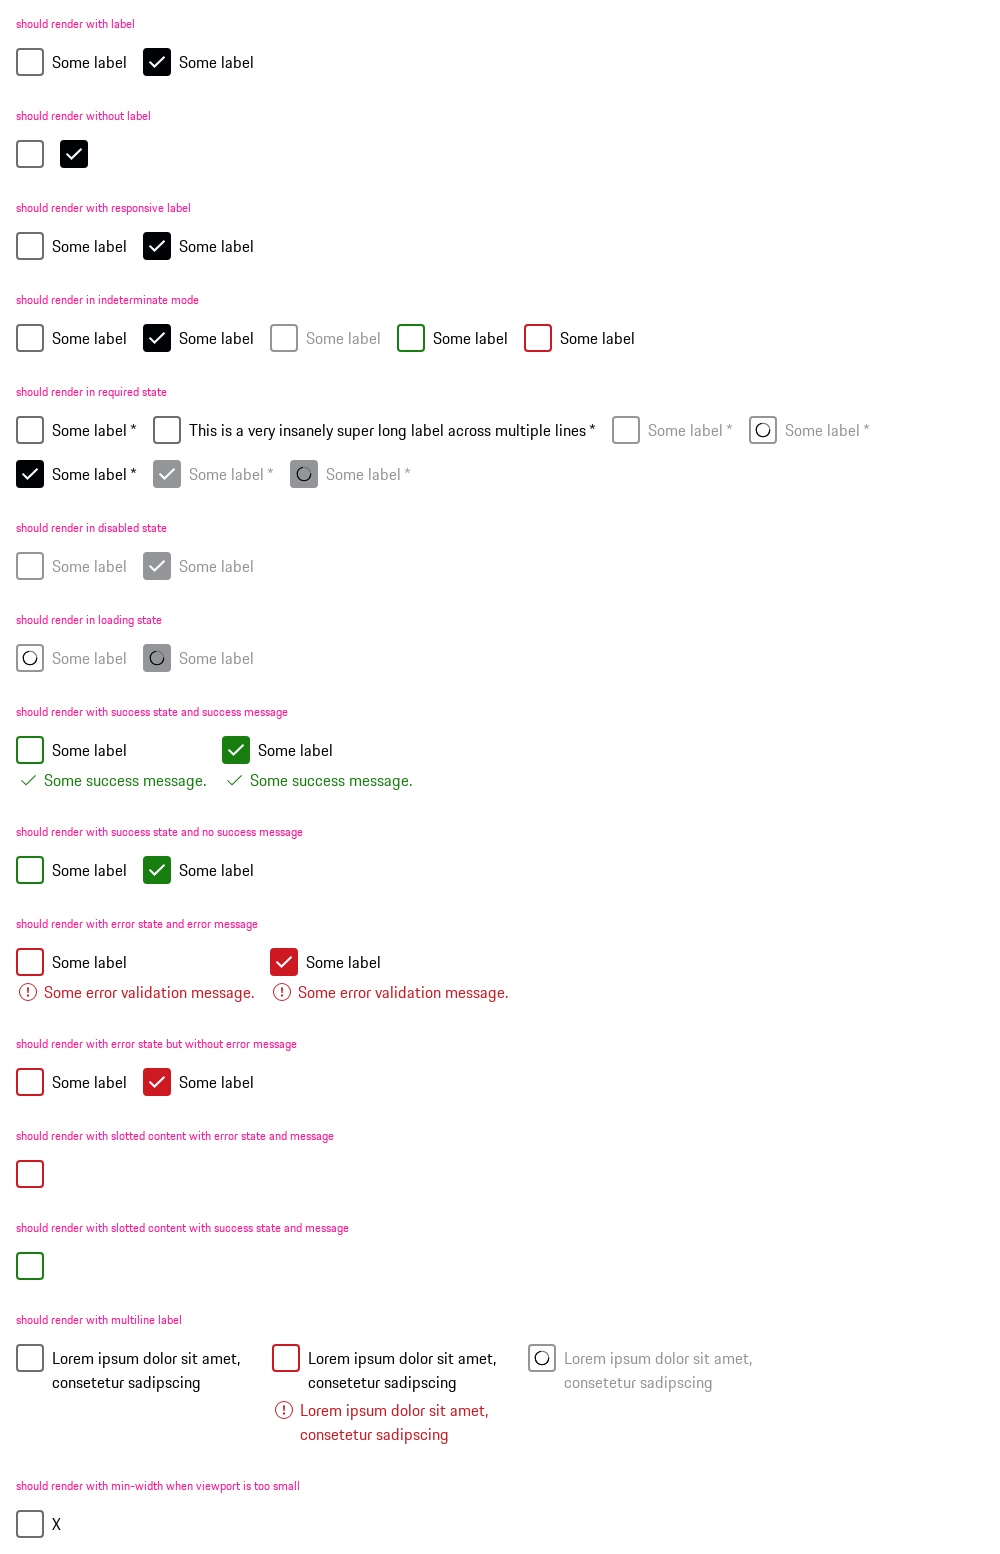 should render with label
Some label Some label
should render without label
should render with responsive label
Some label Some label
should render in indeterminate mode
Some label Some label Some label Some label Some label
should render in required state
Some label * This is a very insanely super long label across multiple lines * Some label * Some label *
Some label * Some label * Some label *
should render in disabled state
Some label Some label
should render in loading state
Some label Some label
should render with success state and success message
Some label Some label
Some success message. Some success message.
should render with success state and no success message
Some label Some label
should render with error state and error message
Some label Some label
Some error validation message. Some error validation message.
should render with error state but without error message
Some label Some label
should render with slotted content with error state and message
should render with slotted content with success state and message
should render with multiline label
Lorem ipsum dolor sit amet, Lorem ipsum dolor sit amet, Lorem ipsum dolor sit amet,
consetetur sadipscing consetetur sadipscing consetetur sadipscing
Lorem ipsum dolor sit amet,
consetetur sadipscing
should render with min-width when viewport is too small
X